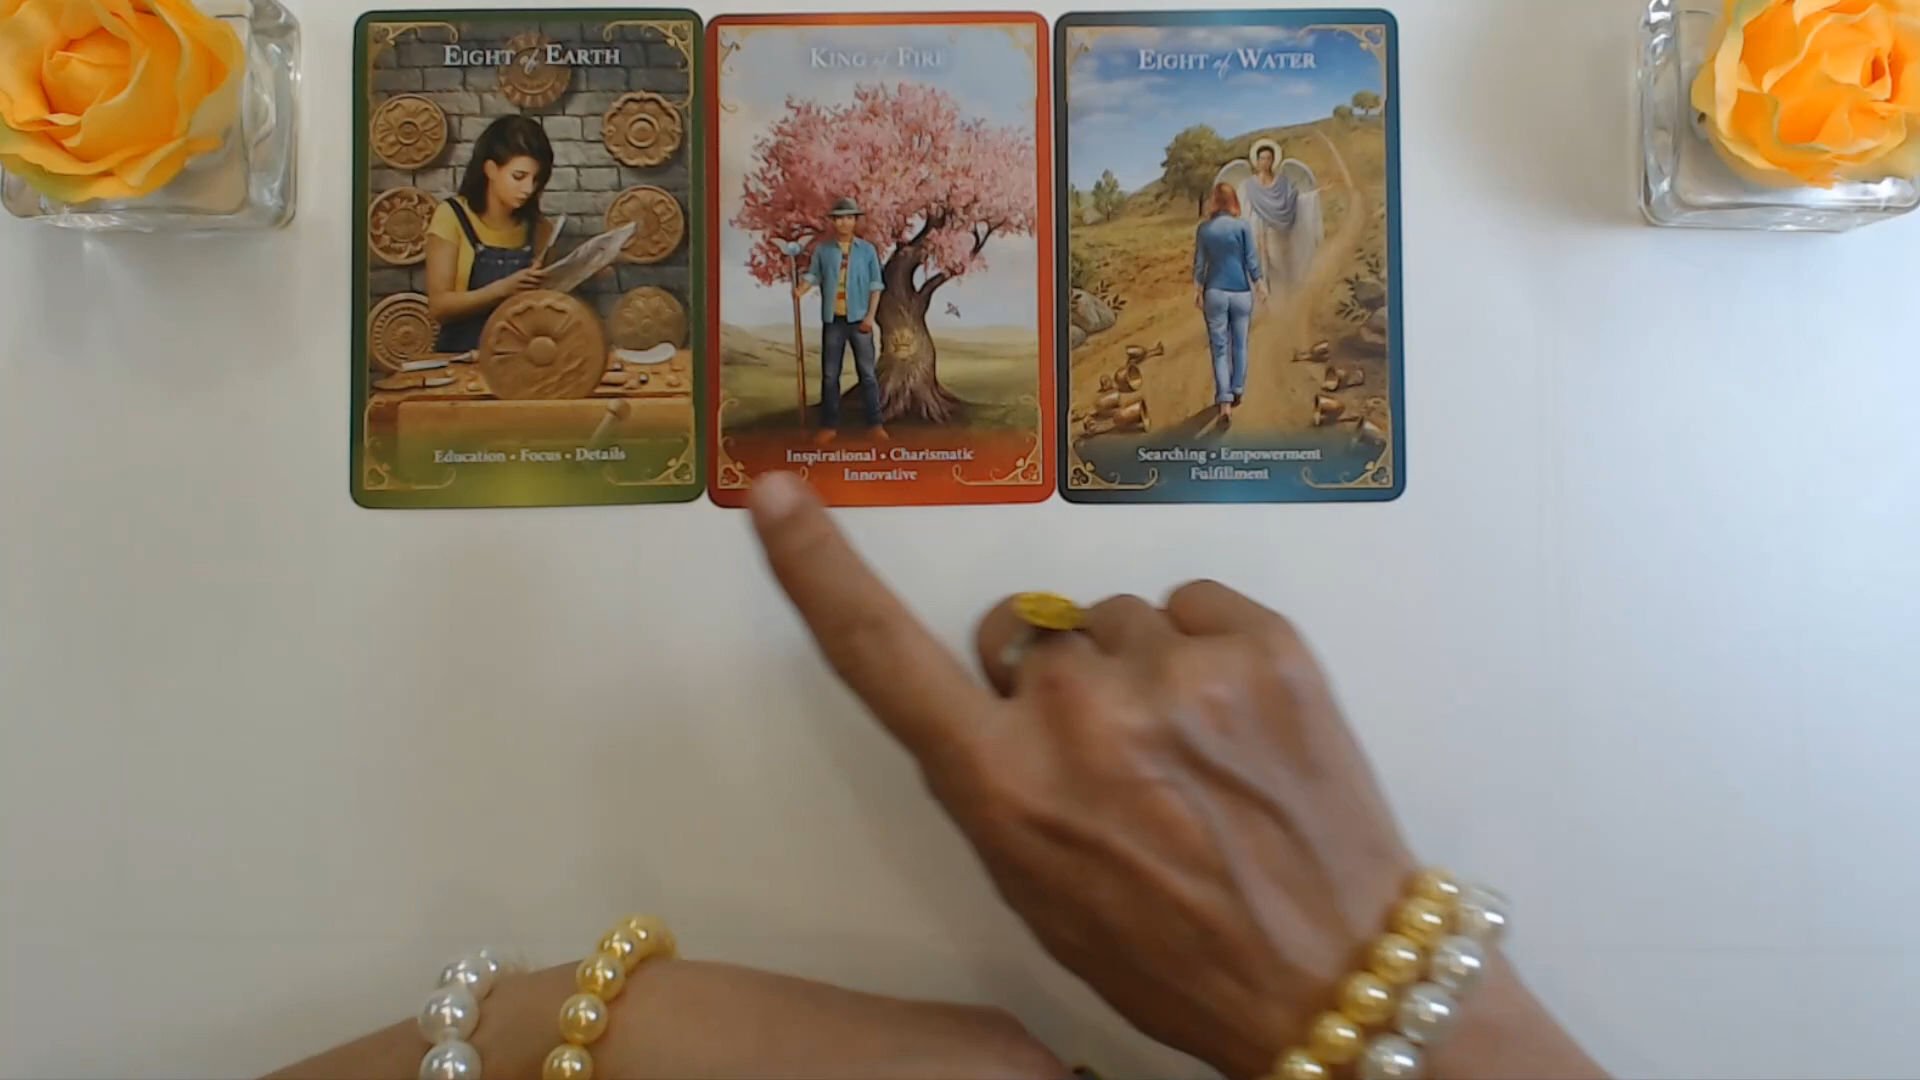 EIGHT of EARTH
Education • Focus • Details
KING of FIRE
Inspirational • Charismatic
Innovative
EIGHT of WATER
Searching • Empowerment
Fulfillment